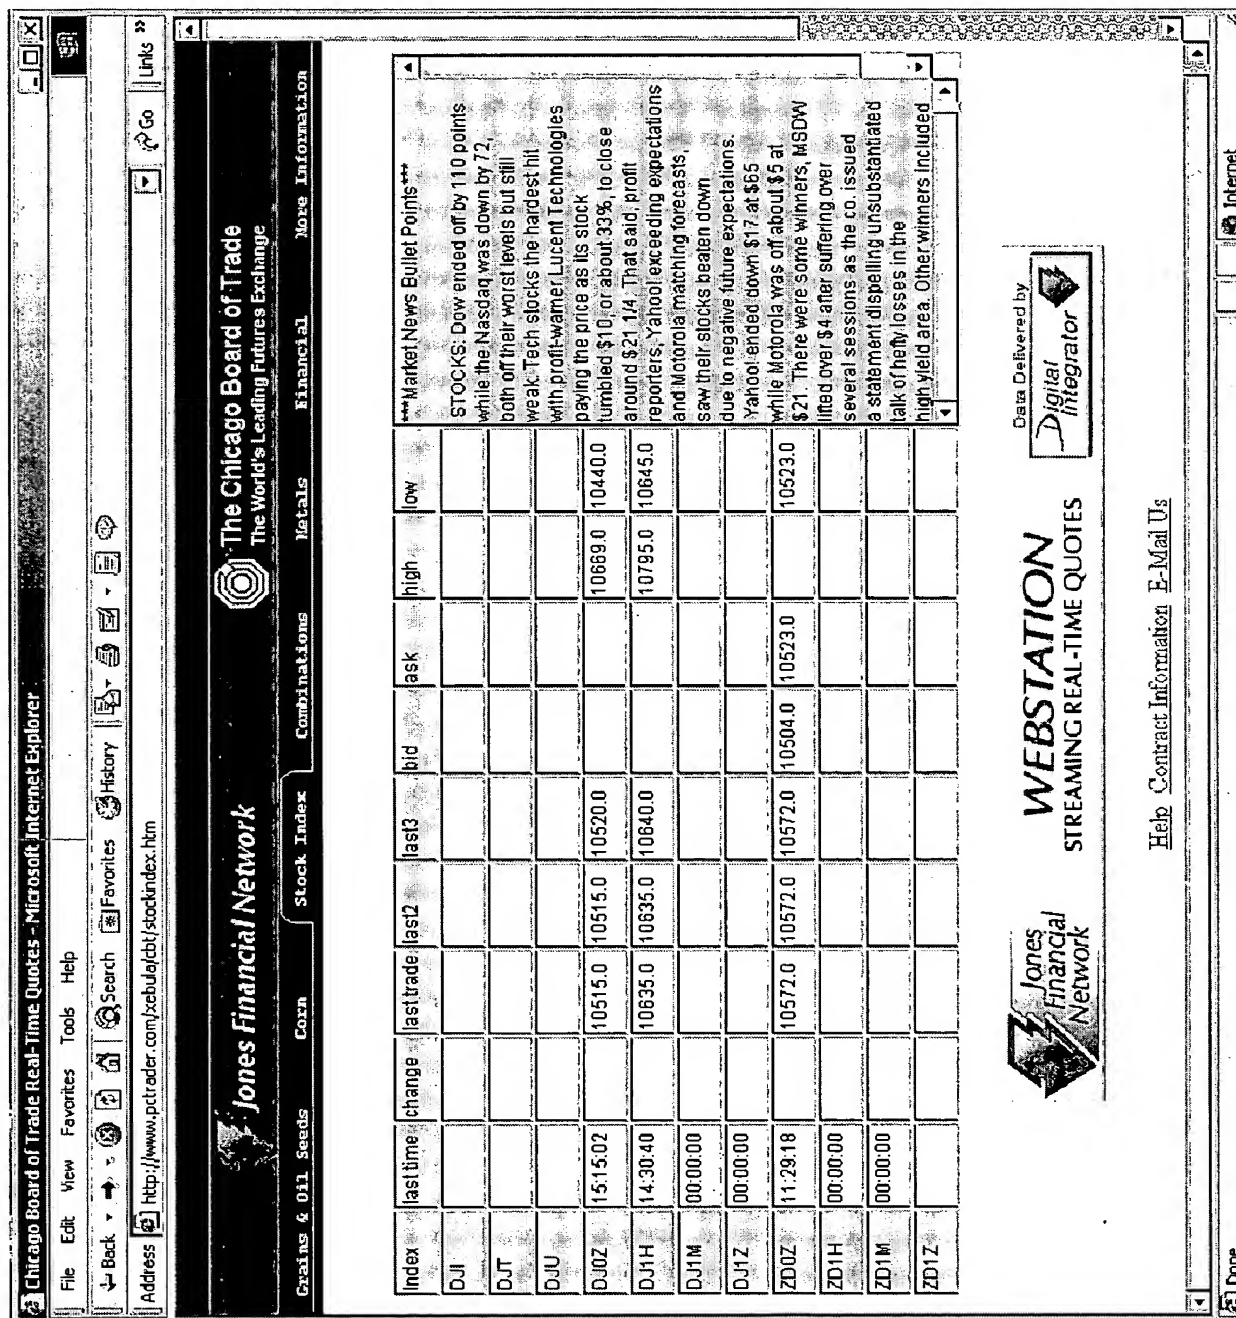 Chicago Board of Trade Real-Time Quotes - Microsoft Internet Explorer
File Edit View Favorites Tools Help
Back Search Favorites History
Address http://www.pctrader.com/xebula/cbt/stockindex.htm Go Links »
Jones Financial Network
The Chicago Board of Trade
The World's Leading Futures Exchange
Grains & Oil Seeds Corn Stock Index Combinations Metals Financial More Information
Index last time change last trade last2 last3 bid ask high low
DJI
DJT
DJU
DJ0Z 15:15:02 10515.0 10515.0 10520.0 10689.0 10440.0
DJ1H 14:30:40 10635.0 10635.0 10640.0 10795.0 10645.0
DJ1M 00:00:00
DJ1Z 00:00:00
ZD0Z 11:29:18 10572.0 10572.0 10572.0 10504.0 10523.0 10523.0
ZD1H 00:00:00
ZD1M 00:00:00
ZD1Z
***Market News Bullet Points***
STOCKS: Dow ended off by 110 points
while the Nasdaq was down by 72,
both off their worst levels but still
weak. Tech stocks the hardest hit
with profit-warner Lucent Technologies
paying the price as its stock
tumbled $10, or about 33%, to close
around $21 1/4. That said, profit
reporters, Yahoo! exceeding expectations
and Motorola matching forecasts,
saw their stocks beaten down
due to negative future expectations.
Yahoo! ended down $17 at $65
while Motorola was off about $5 at
$21. There were some winners, MSDW
lifted over $4 after suffering over
several sessions as the co. issued
a statement dispelling unsubstantiated
talk of hefty losses in the
high yield area. Other winners included
Jones
Financial
Network
WEBSTATION
STREAMING REAL-TIME QUOTES
Data Delivered by
Digital
Integrator
Help Contract Information E-Mail Us
Done Internet